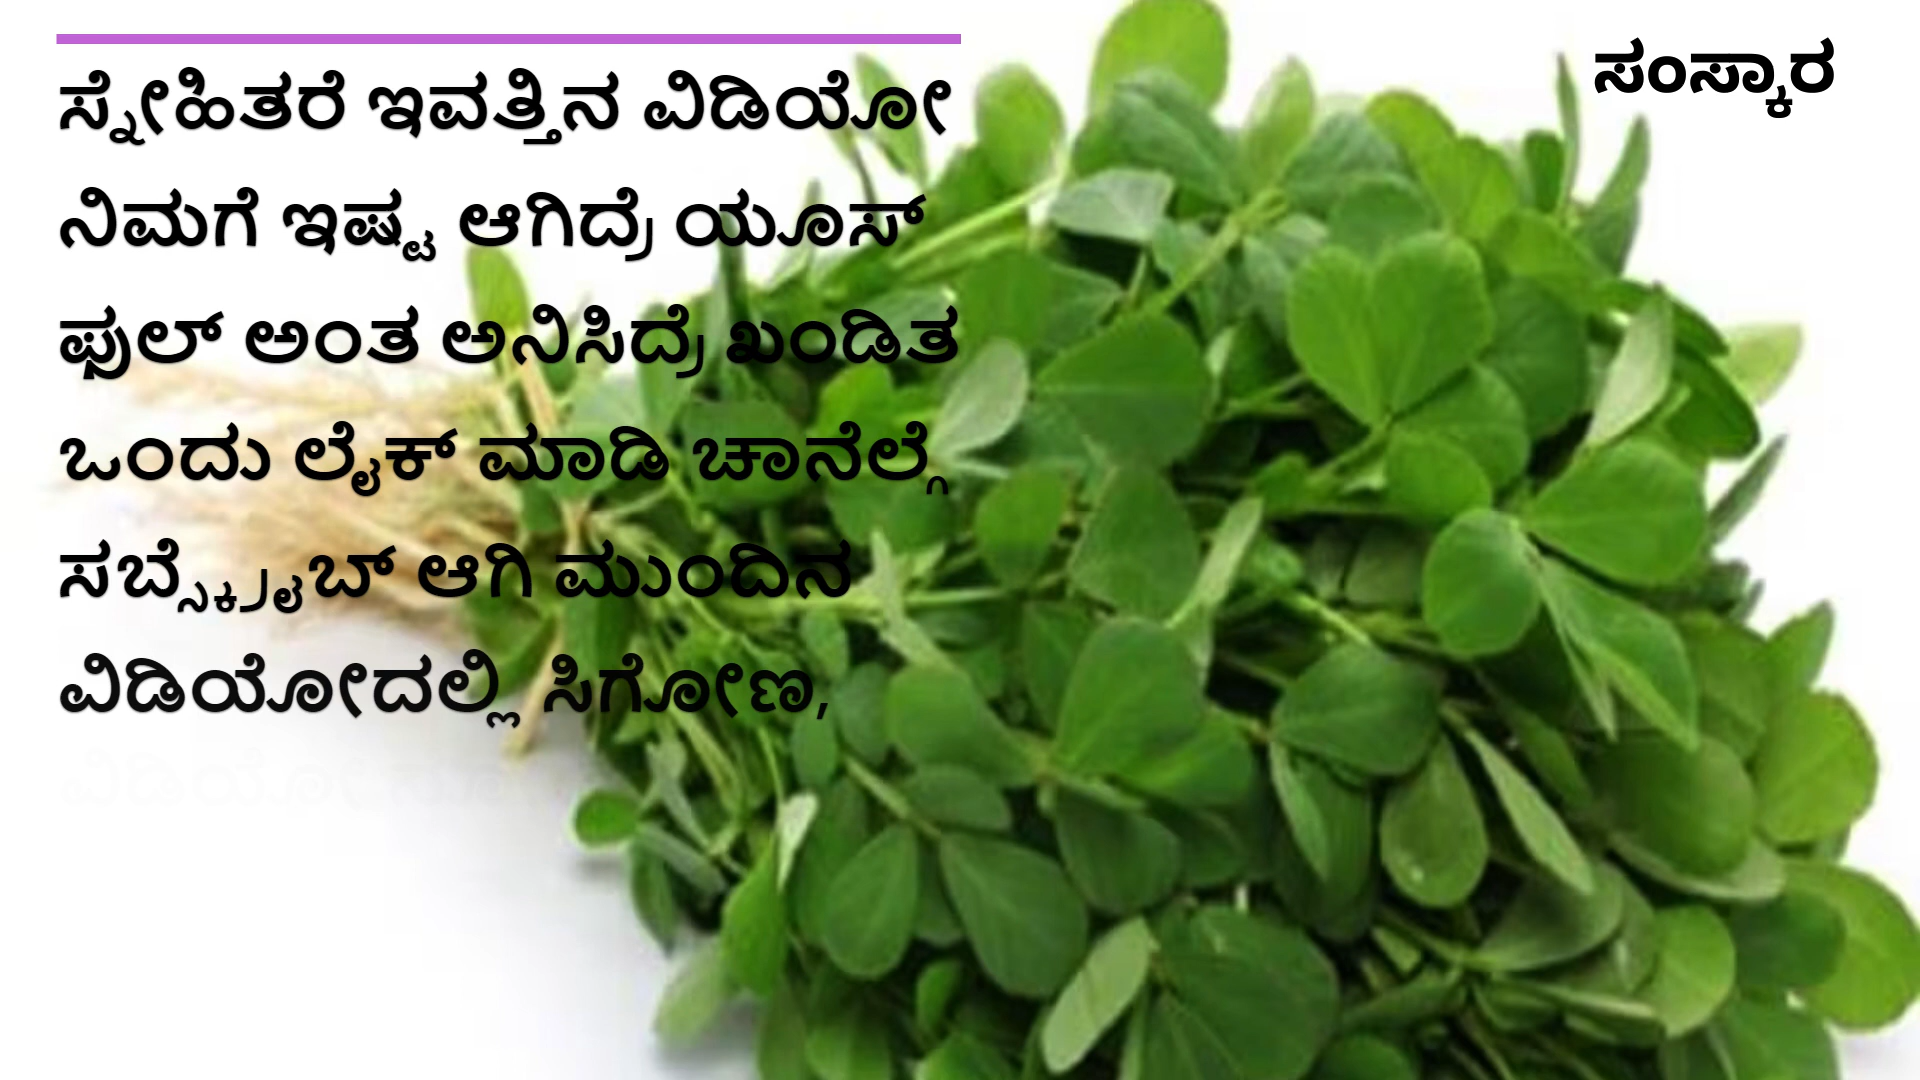 ಸಂಸ್ಕಾರ
ಸ್ನೇಹಿತರೆ ಇವತ್ತಿನ ವಿಡಿಯೋ
ನಿಮಗೆ ಇಷ್ಟ ಆಗಿದ್ರೆ ಯೂಸ್
ಫುಲ್ ಅಂತ ಅನಿಸಿದ್ರೆ ಖಂಡಿತ
ಒಂದು ಲೈಕ್ ಮಾಡಿ ಚಾನೆಲ್ಗೆ
ಸಬ್ಸ್ಕ್ರೈಬ್ ಆಗಿ ಮುಂದಿನ
ವಿಡಿಯೋದಲ್ಲಿ ಸಿಗೋಣ,